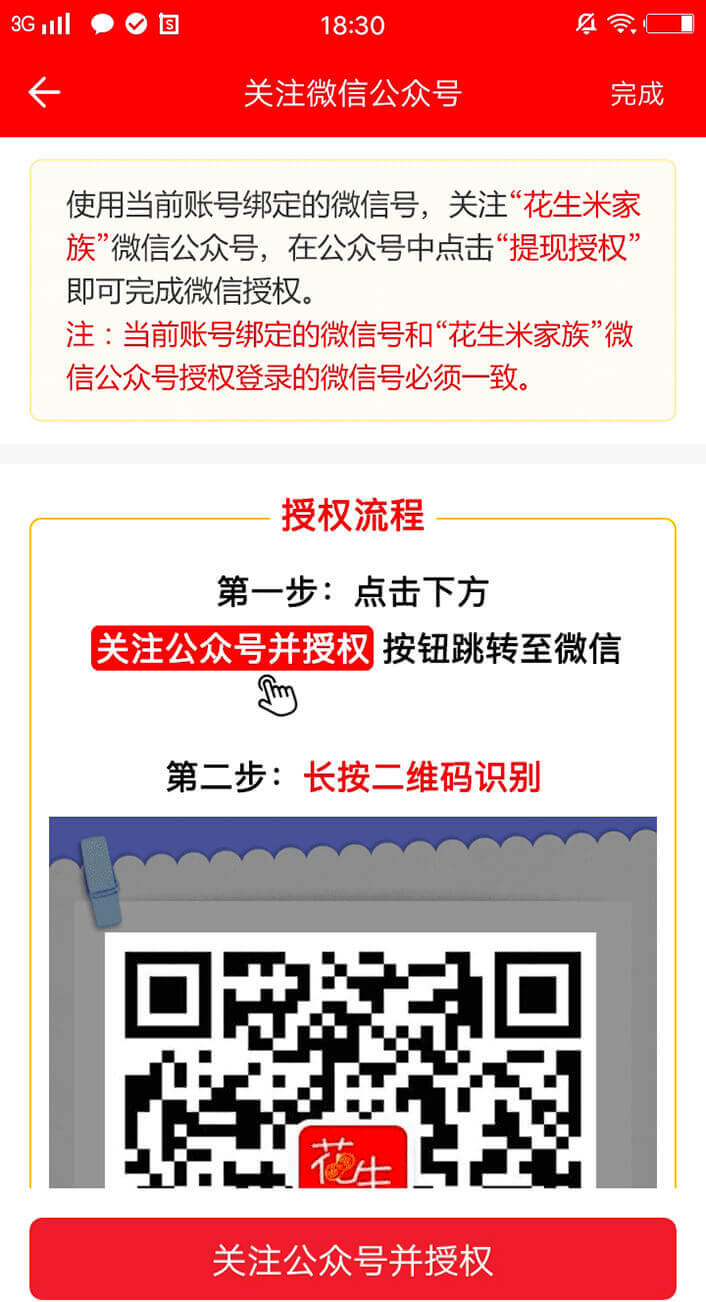 3G 18:30
关注微信公众号 完成
使用当前账号绑定的微信号，关注“花生米家
族”微信公众号，在公众号中点击“提现授权”
即可完成微信授权。
注：当前账号绑定的微信号和“花生米家族”微
信公众号授权登录的微信号必须一致。
授权流程
第一步：点击下方
关注公众号并授权 按钮跳转至微信
第二步：长按二维码识别
花生
关注公众号并授权